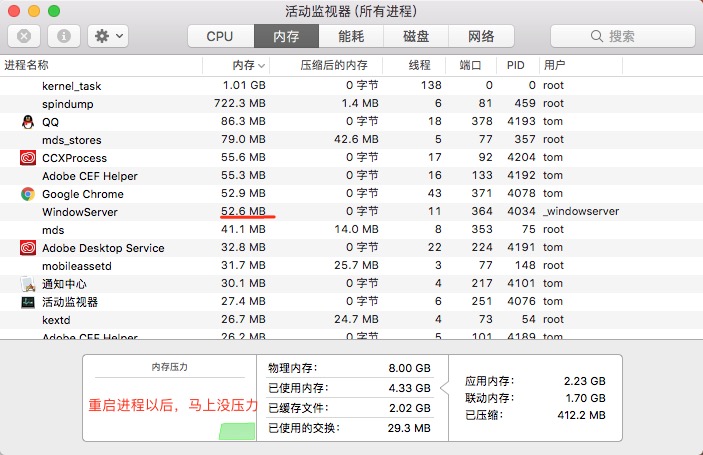 活动监视器 (所有进程)
CPU 内存 能耗 磁盘 网络 搜索
进程名称 内存 压缩后的内存 线程 端口 PID 用户
kernel_task 1.01 GB 0 字节 138 0 0 root
spindump 722.3 MB 1.4 MB 6 81 459 root
QQ 86.3 MB 0 字节 18 378 4193 tom
mds_stores 79.0 MB 42.6 MB 5 77 357 root
CCXProcess 55.6 MB 0 字节 17 92 4204 tom
Adobe CEF Helper 55.3 MB 0 字节 16 133 4192 tom
Google Chrome 52.9 MB 0 字节 43 371 4078 tom
WindowServer 52.6 MB 0 字节 11 364 4034 _windowserver
mds 41.1 MB 14.0 MB 8 353 75 root
Adobe Desktop Service 32.8 MB 0 字节 22 224 4191 tom
mobileassetd 31.7 MB 25.7 MB 3 77 148 root
通知中心 30.1 MB 0 字节 4 217 4101 tom
活动监视器 27.4 MB 0 字节 6 251 4076 tom
kextd 26.7 MB 24.7 MB 4 73 54 root
Adobe CEF Helper 26.2 MB 0 字节 5 101 4189 tom
内存压力
重启进程以后，马上没压力
物理内存： 8.00 GB
已使用内存： 4.33 GB
已缓存文件： 2.02 GB
已使用的交换： 29.3 MB
应用内存： 2.23 GB
联动内存： 1.70 GB
已压缩： 412.2 MB